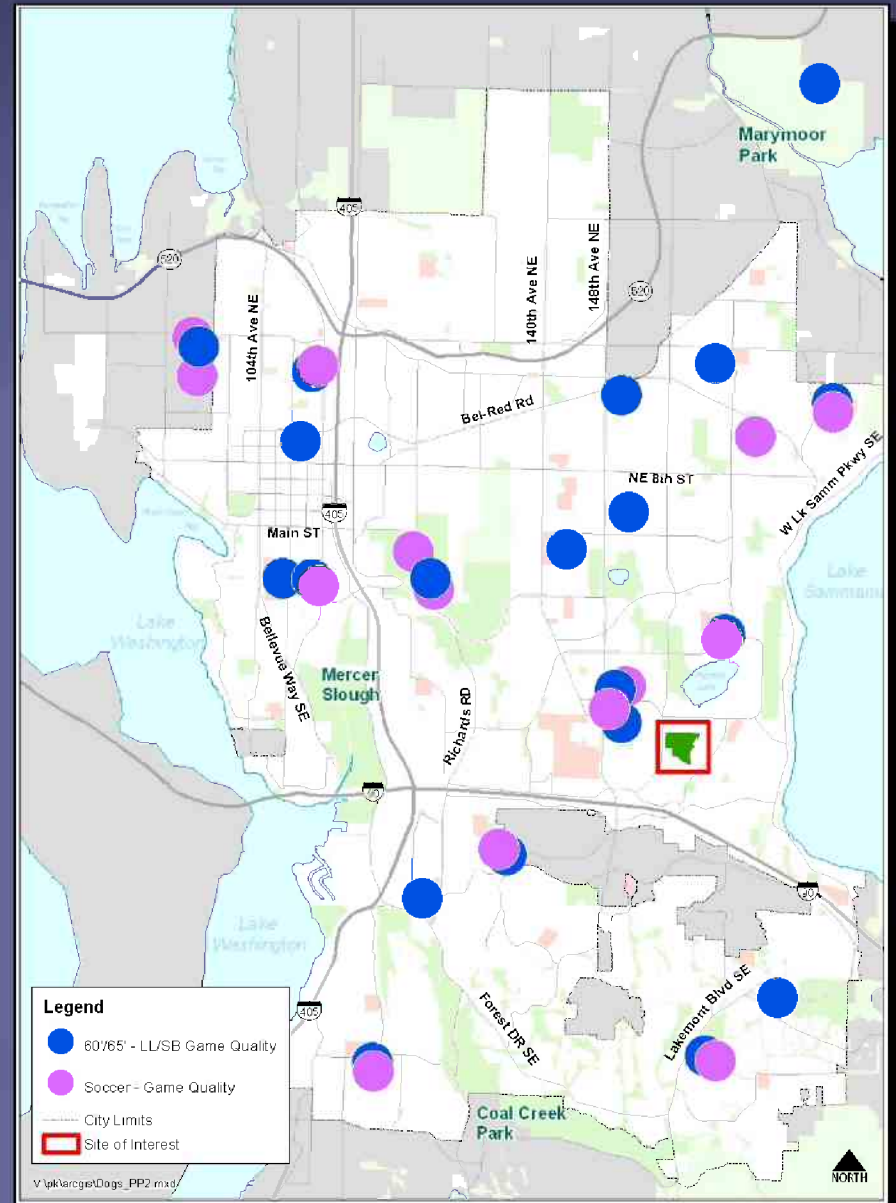 Marymoor
Park
405
520
104th Ave NE
140th Ave NE
148th Ave NE
520
Bel-Red Rd
NE 8th ST
W Lk Samm Pkwy SE
405
Main ST
Lake
Washington
Lake
Bellevue Way SE
Mercer
Slough
Richards RD
90
90
Lake
Washington
405
Forest DR SE
Lakemont Blvd SE
Coal Creek
Park
Legend
60'/65' - LL/SB Game Quality
Soccer - Game Quality
City Limits
Site of Interest
V:\pk\arcgis\Dogs_PP2.mxd
NORTH